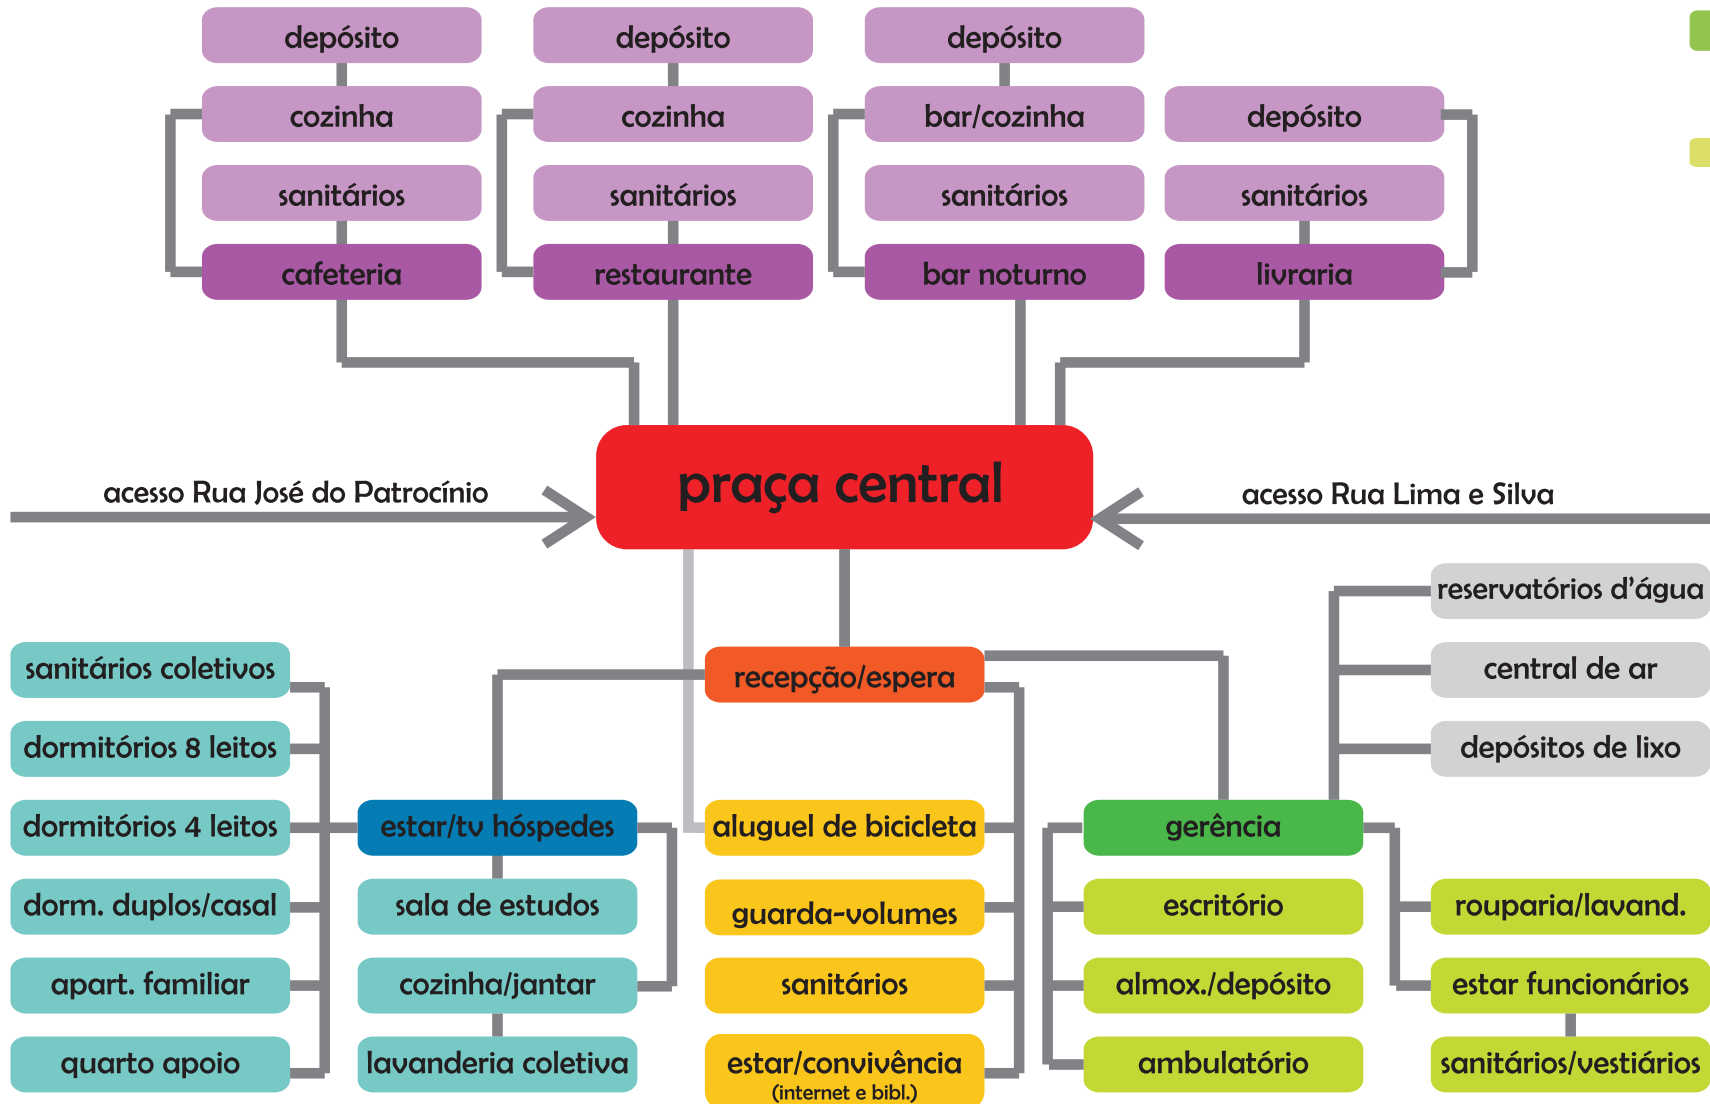 depósito
depósito
depósito
cozinha
cozinha
bar/cozinha
depósito
sanitários
sanitários
sanitários
sanitários
cafeteria
restaurante
bar noturno
livraria
praça central
acesso Rua José do Patrocínio
acesso Rua Lima e Silva
reservatórios d’água
central de ar
depósitos de lixo
recepção/espera
sanitários coletivos
dormitórios 8 leitos
dormitórios 4 leitos
dorm. duplos/casal
apart. familiar
quarto apoio
estar/tv hóspedes
sala de estudos
cozinha/jantar
lavanderia coletiva
aluguel de bicicleta
guarda-volumes
sanitários
estar/convivência
(internet e bibl.)
gerência
escritório
almox./depósito
ambulatório
rouparia/lavand.
estar funcionários
sanitários/vestiários